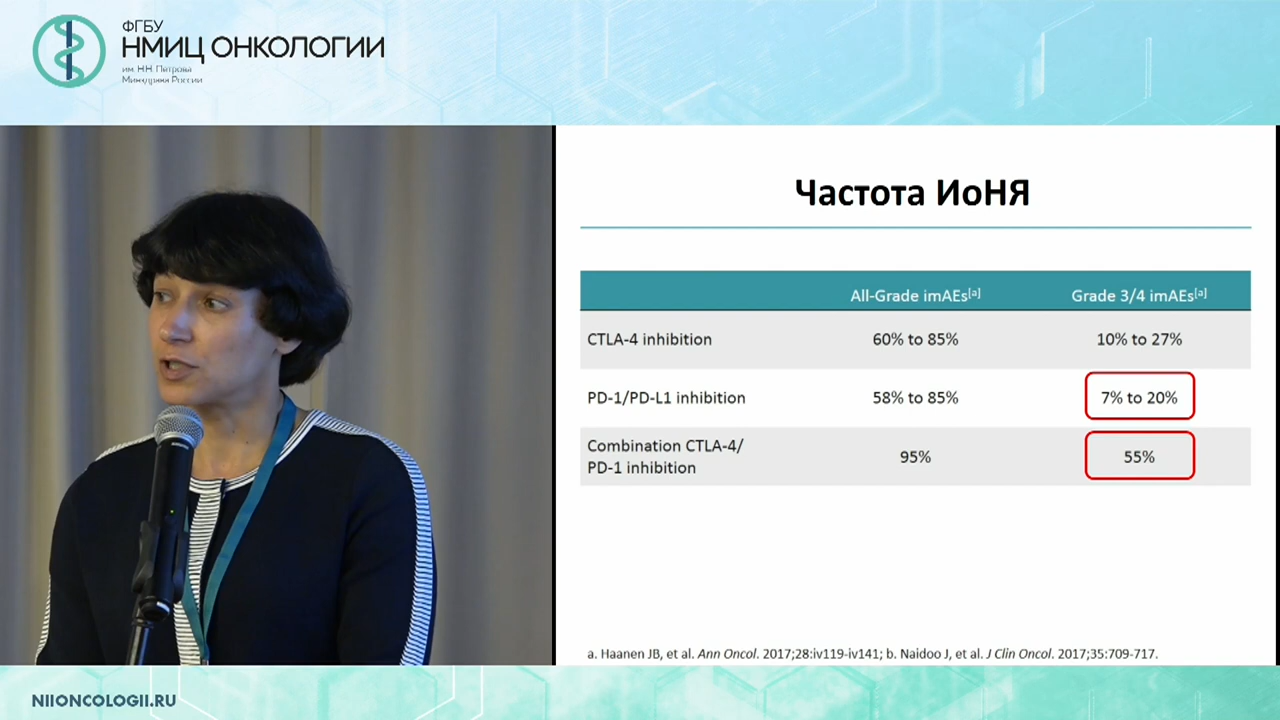 ФГБУ
НМИЦ ОНКОЛОГИИ
им. Н.Н. Петрова
Минздрава России
Частота ИоНЯ
All-Grade imAEs[a]
Grade 3/4 imAEs[a]
CTLA-4 inhibition
60% to 85%
10% to 27%
PD-1/PD-L1 inhibition
58% to 85%
7% to 20%
Combination CTLA-4/
PD-1 inhibition
95%
55%
a. Haanen JB, et al. Ann Oncol. 2017;28:iv119-iv141; b. Naidoo J, et al. J Clin Oncol. 2017;35:709-717.
NIIONCOLOGII.RU